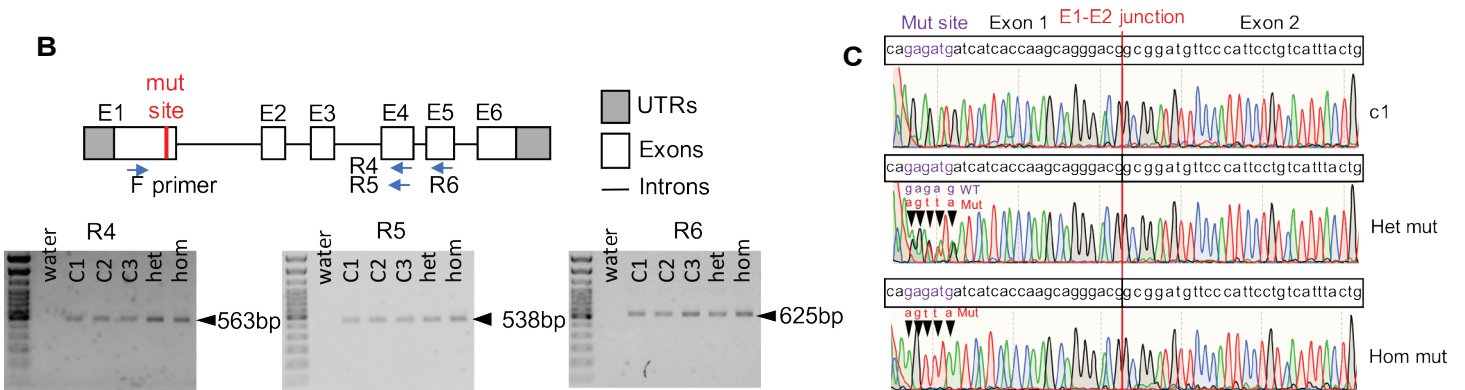 B
mut
site
E1 E2 E3 E4 E5 E6
F primer
R4
R5
R6
UTRs
Exons
Introns
R4
water C1 C2 C3 het hom
563bp
R5
water C1 C2 C3 het hom
538bp
R6
water C1 C2 C3 het hom
625bp
C
Mut site Exon 1 E1-E2 junction Exon 2
cagagatgatcatcaccaagcagggacggcggatgttcccattcctgtcatttactg
c1
cagagatgatcatcaccaagcagggacggcggatgttcccattcctgtcatttactg
g a g a g WT
a g t t a Mut
Het mut
cagagatgatcatcaccaagcagggacggcggatgttcccattcctgtcatttactg
a g t t a Mut
Hom mut